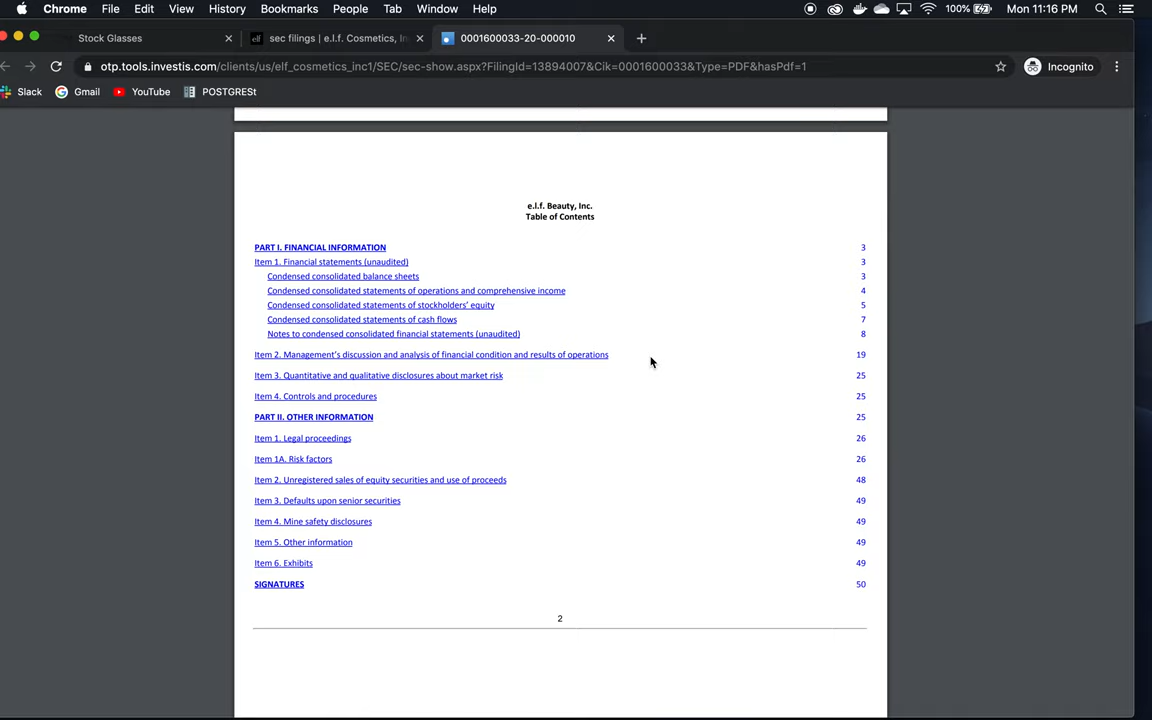 Chrome File Edit View History Bookmarks People Tab Window Help 100% Mon 11:16 PM
Stock Glasses
sec filings | e.l.f. Cosmetics, In
0001600033-20-000010
otp.tools.investis.com/clients/us/elf_cosmetics_inc1/SEC/sec-show.aspx?FilingId=13894007&Cik=0001600033&Type=PDF&hasPdf=1
Incognito
Slack Gmail YouTube POSTGRESt
e.l.f. Beauty, Inc.
Table of Contents
PART I. FINANCIAL INFORMATION 3
Item 1. Financial statements (unaudited) 3
Condensed consolidated balance sheets 3
Condensed consolidated statements of operations and comprehensive income 4
Condensed consolidated statements of stockholders' equity 5
Condensed consolidated statements of cash flows 7
Notes to condensed consolidated financial statements (unaudited) 8
Item 2. Management's discussion and analysis of financial condition and results of operations 19
Item 3. Quantitative and qualitative disclosures about market risk 25
Item 4. Controls and procedures 25
PART II. OTHER INFORMATION 25
Item 1. Legal proceedings 26
Item 1A. Risk factors 26
Item 2. Unregistered sales of equity securities and use of proceeds 48
Item 3. Defaults upon senior securities 49
Item 4. Mine safety disclosures 49
Item 5. Other information 49
Item 6. Exhibits 49
SIGNATURES 50
2